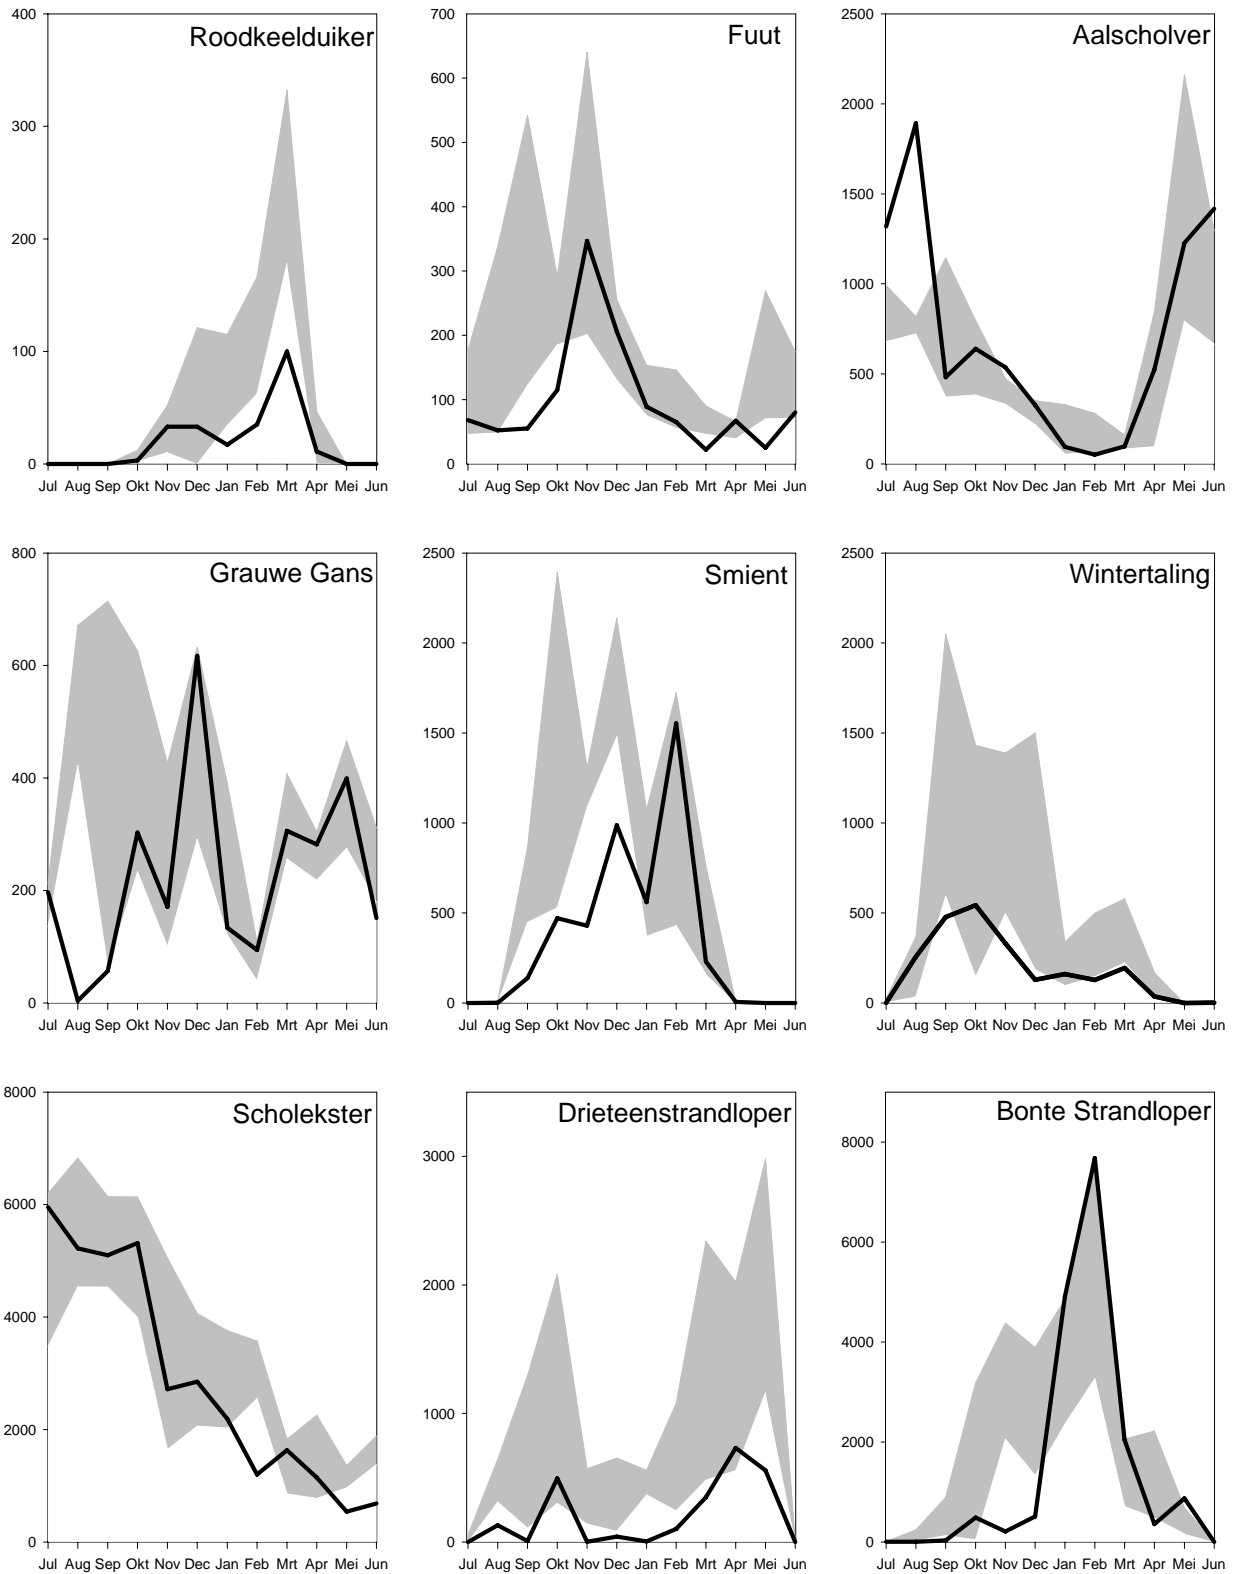 Roodkeelduiker
400
300
200
100
0
Jul Aug Sep Okt Nov Dec Jan Feb Mrt Apr Mei Jun
Fuut
700
600
500
400
300
200
100
0
Jul Aug Sep Okt Nov Dec Jan Feb Mrt Apr Mei Jun
Aalscholver
2500
2000
1500
1000
500
0
Jul Aug Sep Okt Nov Dec Jan Feb Mrt Apr Mei Jun
Grauwe Gans
800
600
400
200
0
Jul Aug Sep Okt Nov Dec Jan Feb Mrt Apr Mei Jun
Smient
2500
2000
1500
1000
500
0
Jul Aug Sep Okt Nov Dec Jan Feb Mrt Apr Mei Jun
Wintertaling
2500
2000
1500
1000
500
0
Jul Aug Sep Okt Nov Dec Jan Feb Mrt Apr Mei Jun
Scholekster
8000
6000
4000
2000
0
Jul Aug Sep Okt Nov Dec Jan Feb Mrt Apr Mei Jun
Drieteenstrandloper
3000
2000
1000
0
Jul Aug Sep Okt Nov Dec Jan Feb Mrt Apr Mei Jun
Bonte Strandloper
8000
6000
4000
2000
0
Jul Aug Sep Okt Nov Dec Jan Feb Mrt Apr Mei Jun